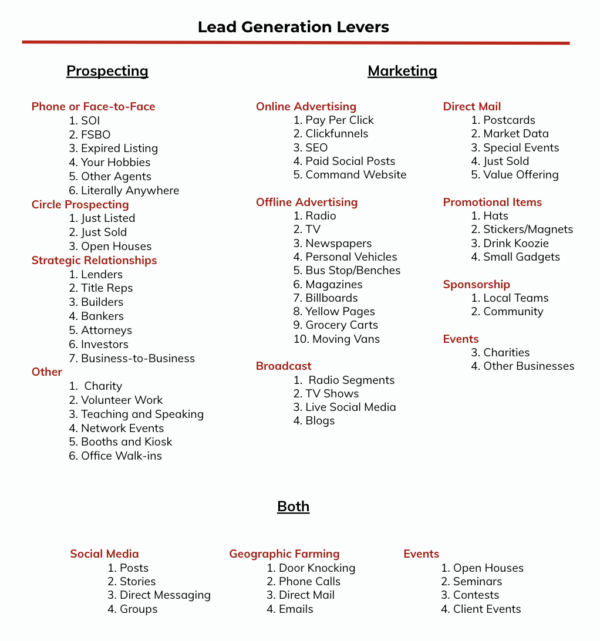 Lead Generation Levers
Prospecting
Phone or Face-to-Face
1. SOI
2. FSBO
3. Expired Listing
4. Your Hobbies
5. Other Agents
6. Literally Anywhere
Circle Prospecting
1. Just Listed
2. Just Sold
3. Open Houses
Strategic Relationships
1. Lenders
2. Title Reps
3. Builders
4. Bankers
5. Attorneys
6. Investors
7. Business-to-Business
Other
1. Charity
2. Volunteer Work
3. Teaching and Speaking
4. Network Events
5. Booths and Kiosk
6. Office Walk-ins
Marketing
Online Advertising
1. Pay Per Click
2. Clickfunnels
3. SEO
4. Paid Social Posts
5. Command Website
Offline Advertising
1. Radio
2. TV
3. Newspapers
4. Personal Vehicles
5. Bus Stop/Benches
6. Magazines
7. Billboards
8. Yellow Pages
9. Grocery Carts
10. Moving Vans
Broadcast
1. Radio Segments
2. TV Shows
3. Live Social Media
4. Blogs
Direct Mail
1. Postcards
2. Market Data
3. Special Events
4. Just Sold
5. Value Offering
Promotional Items
1. Hats
2. Stickers/Magnets
3. Drink Koozie
4. Small Gadgets
Sponsorship
1. Local Teams
2. Community
Events
3. Charities
4. Other Businesses
Both
Social Media
1. Posts
2. Stories
3. Direct Messaging
4. Groups
Geographic Farming
1. Door Knocking
2. Phone Calls
3. Direct Mail
4. Emails
Events
1. Open Houses
2. Seminars
3. Contests
4. Client Events